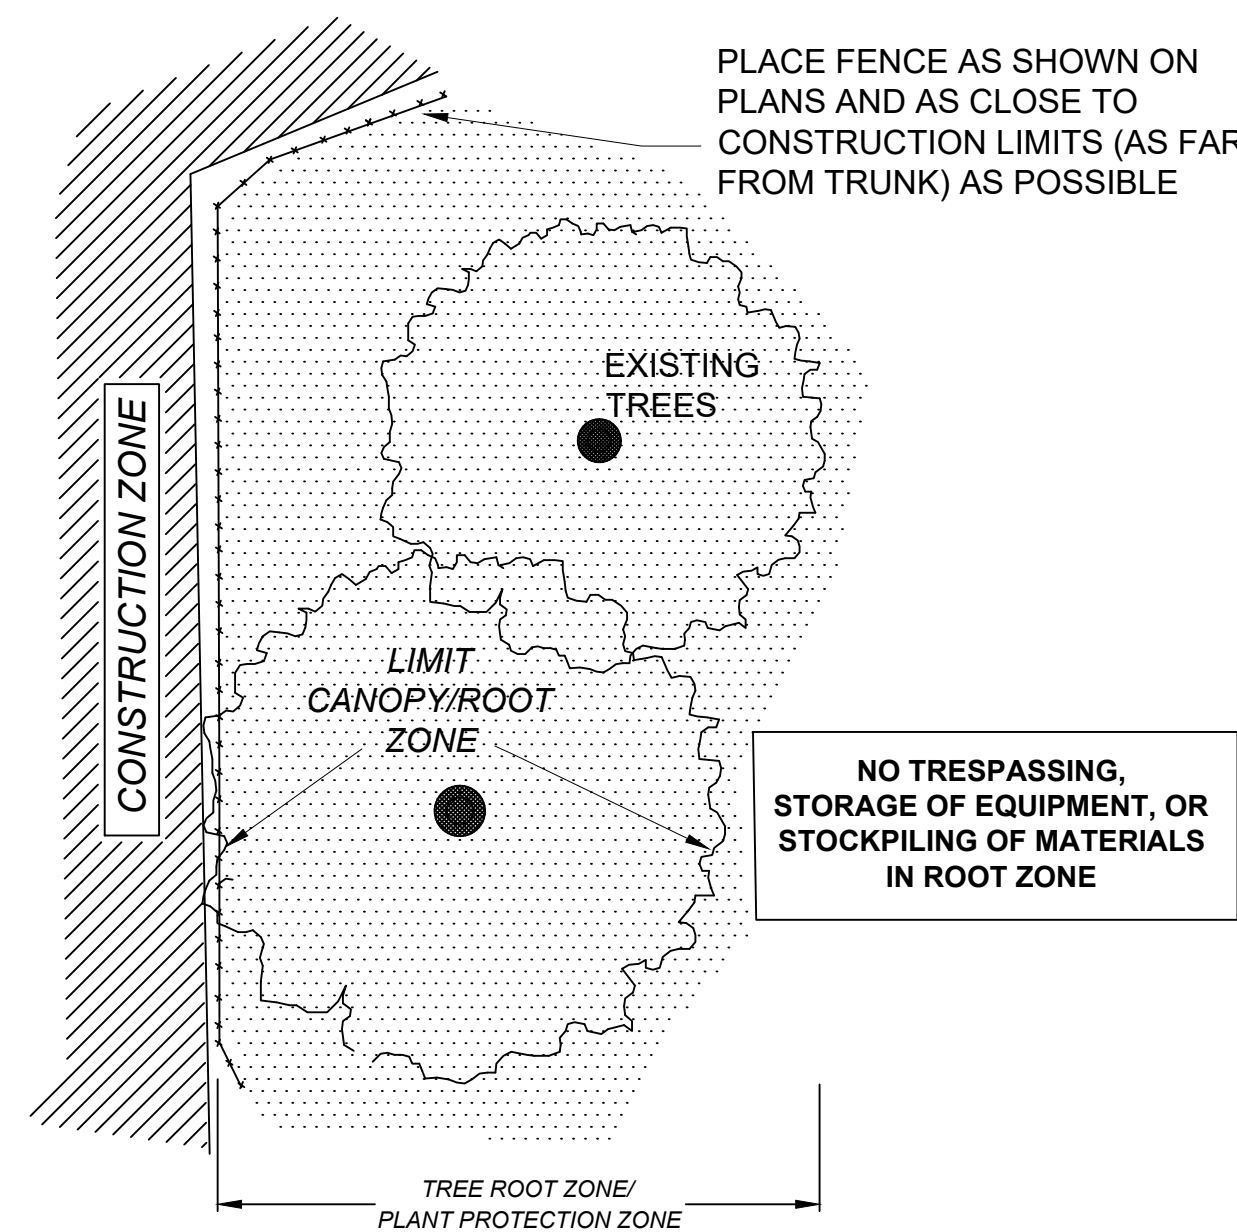 PLACE FENCE AS SHOWN ON
PLANS AND AS CLOSE TO
CONSTRUCTION LIMITS (AS FAR
FROM TRUNK) AS POSSIBLE
EXISTING
TREES
CONSTRUCTION ZONE
LIMIT
CANOPY/ROOT
ZONE
NO TRESPASSING,
STORAGE OF EQUIPMENT, OR
STOCKPILING OF MATERIALS
IN ROOT ZONE
TREE ROOT ZONE/
PLANT PROTECTION ZONE